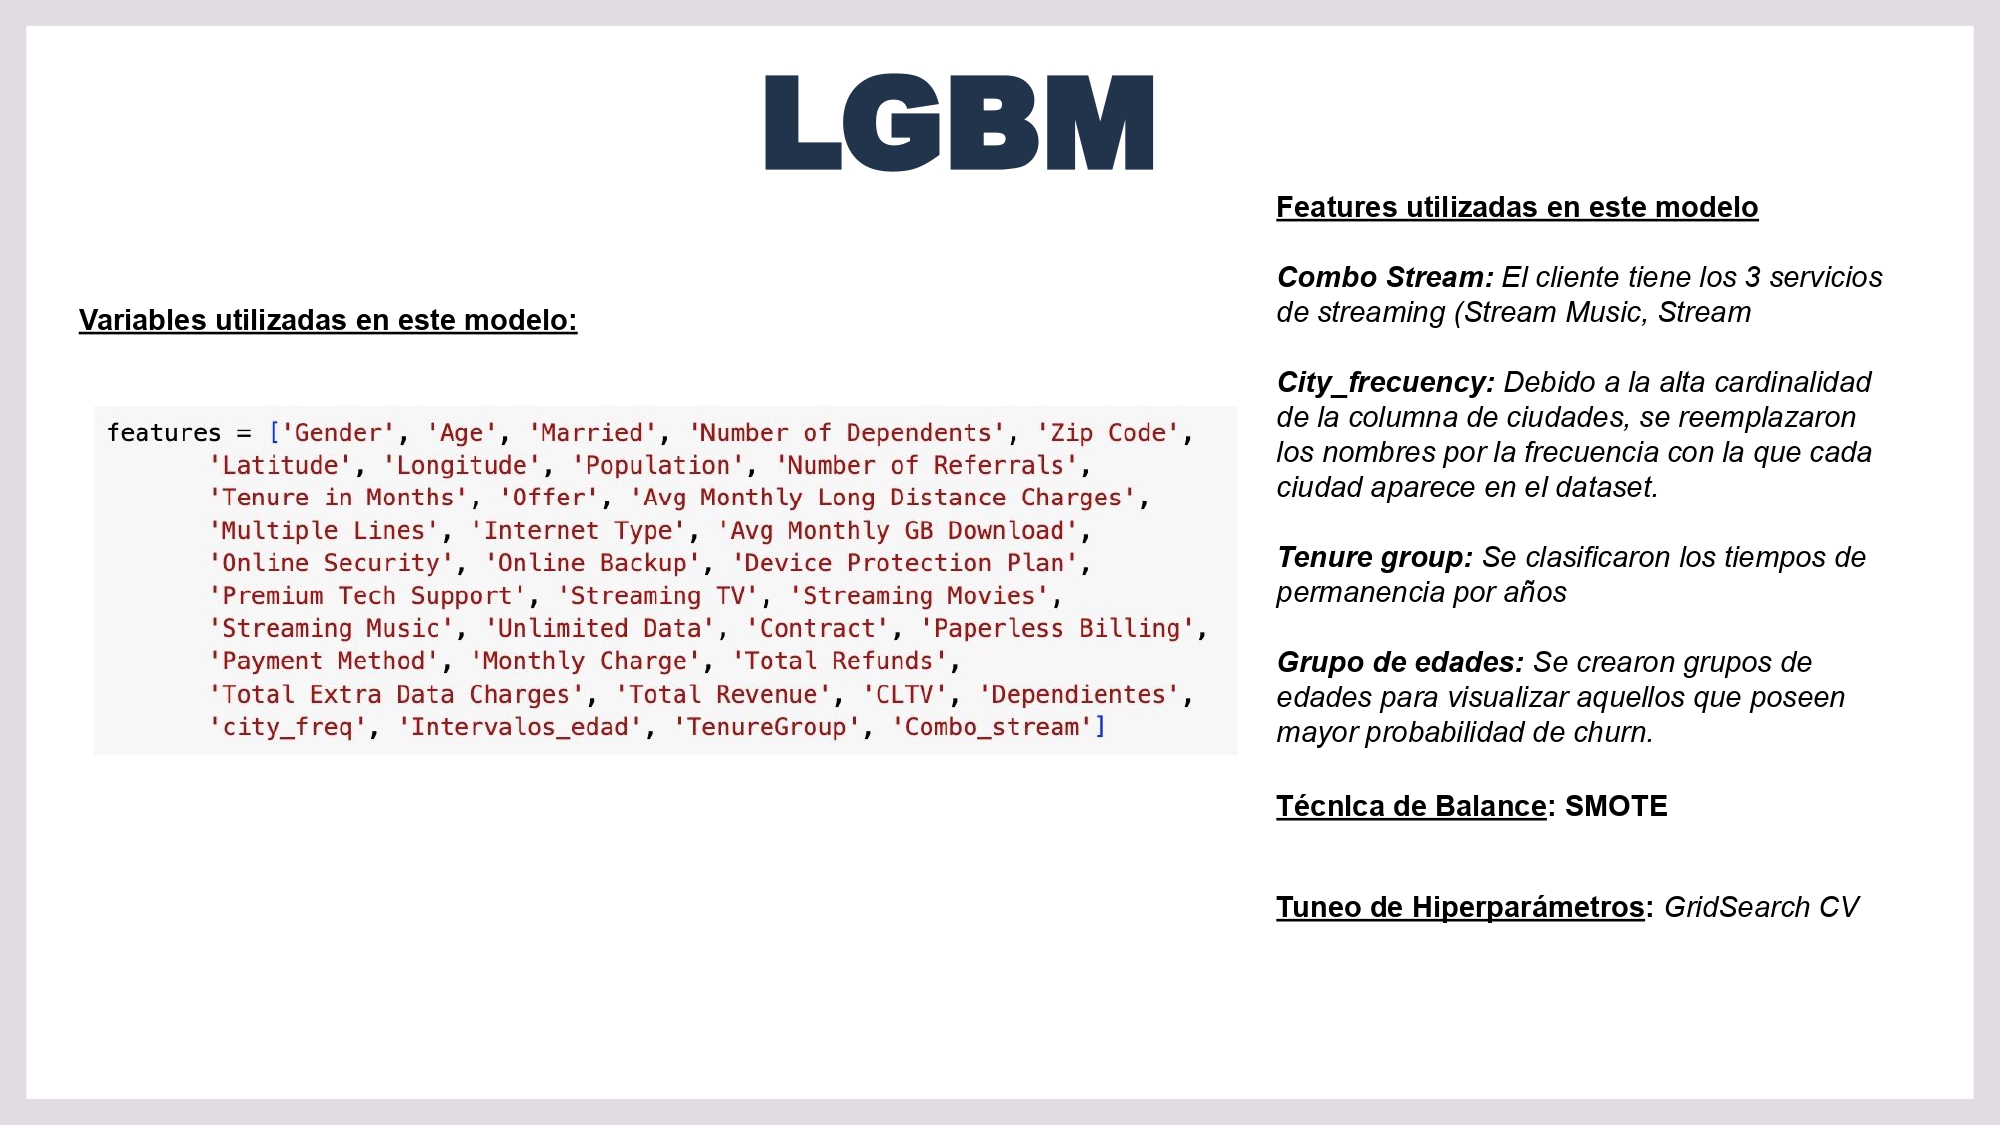 LGBM
Variables utilizadas en este modelo:
features = ['Gender', 'Age', 'Married', 'Number of Dependents', 'Zip Code',
'Latitude', 'Longitude', 'Population', 'Number of Referrals',
'Tenure in Months', 'Offer', 'Avg Monthly Long Distance Charges',
'Multiple Lines', 'Internet Type', 'Avg Monthly GB Download',
'Online Security', 'Online Backup', 'Device Protection Plan',
'Premium Tech Support', 'Streaming TV', 'Streaming Movies',
'Streaming Music', 'Unlimited Data', 'Contract', 'Paperless Billing',
'Payment Method', 'Monthly Charge', 'Total Refunds',
'Total Extra Data Charges', 'Total Revenue', 'CLTV', 'Dependientes',
'city_freq', 'Intervalos_edad', 'TenureGroup', 'Combo_stream']
Features utilizadas en este modelo
Combo Stream: El cliente tiene los 3 servicios
de streaming (Stream Music, Stream
City_frecuency: Debido a la alta cardinalidad
de la columna de ciudades, se reemplazaron
los nombres por la frecuencia con la que cada
ciudad aparece en el dataset.
Tenure group: Se clasificaron los tiempos de
permanencia por años
Grupo de edades: Se crearon grupos de
edades para visualizar aquellos que poseen
mayor probabilidad de churn.
TécnIca de Balance: SMOTE
Tuneo de Hiperparámetros: GridSearch CV